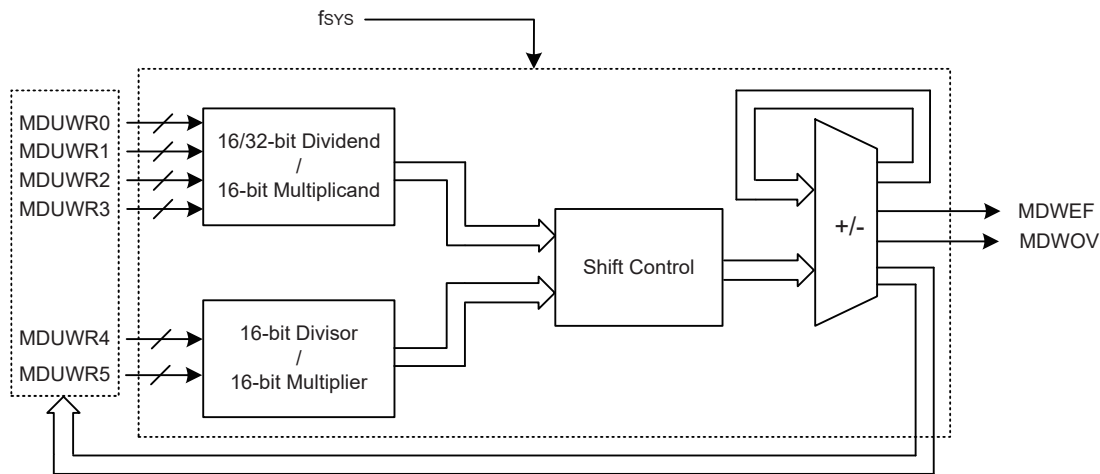 fSYS
MDUWR0
MDUWR1
MDUWR2
MDUWR3
16/32-bit Dividend
/
16-bit Multiplicand
MDUWR4
MDUWR5
16-bit Divisor
/
16-bit Multiplier
Shift Control
+/-
MDWEF
MDWOV